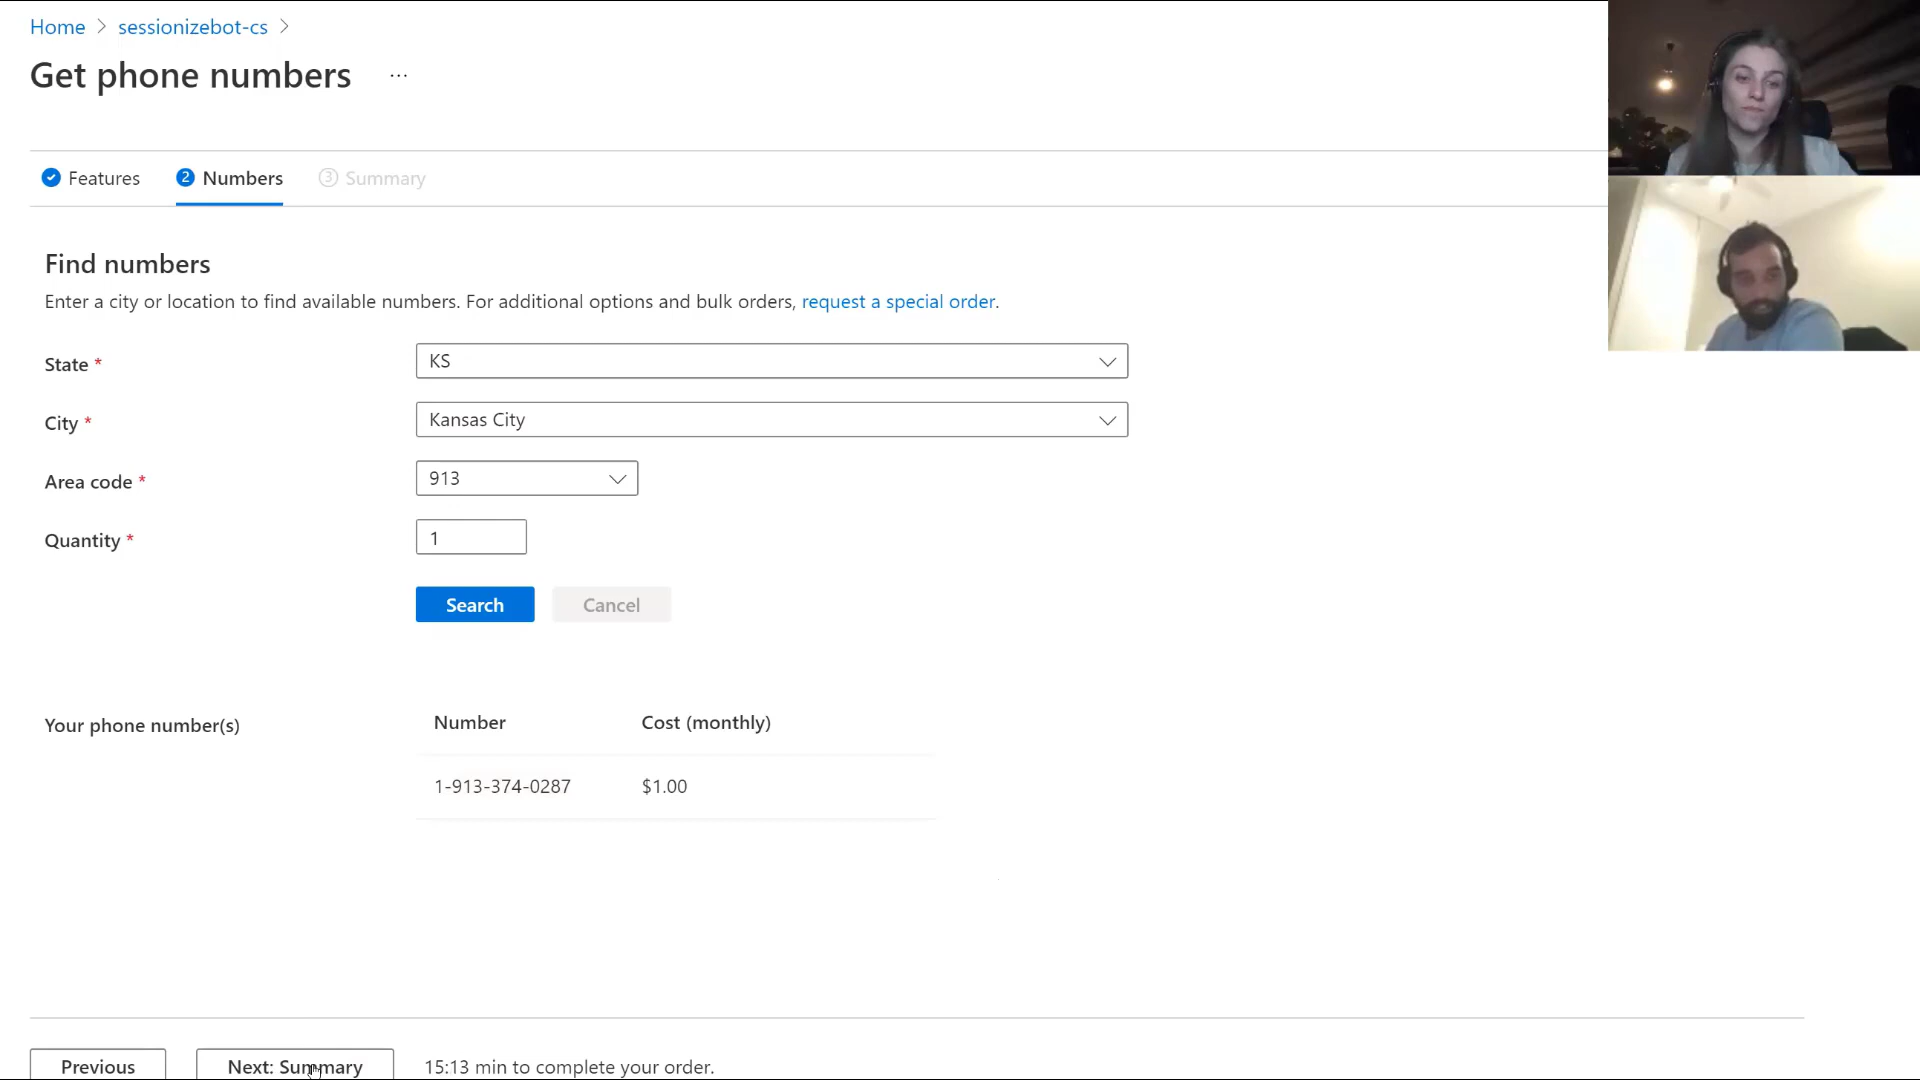 Home > sessionizebot-cs >
Get phone numbers ...
Features 2 Numbers 3 Summary
Find numbers
Enter a city or location to find available numbers. For additional options and bulk orders, request a special order.
State * KS
City * Kansas City
Area code * 913
Quantity * 1
Search Cancel
Your phone number(s) Number Cost (monthly)
1-913-374-0287 $1.00
Previous Next: Summary 15:13 min to complete your order.